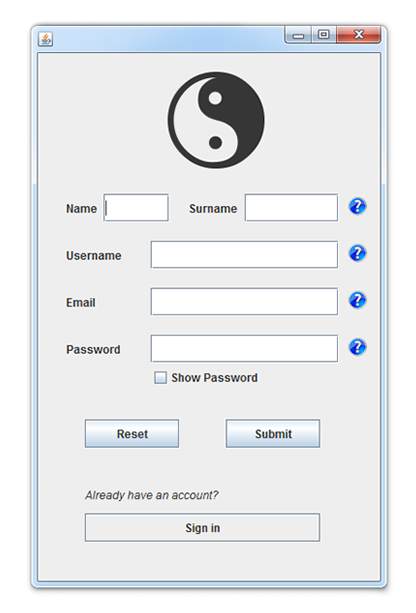 Name Surname ?
Username ?
Email ?
Password ?
Show Password
Reset Submit
Already have an account?
Sign in